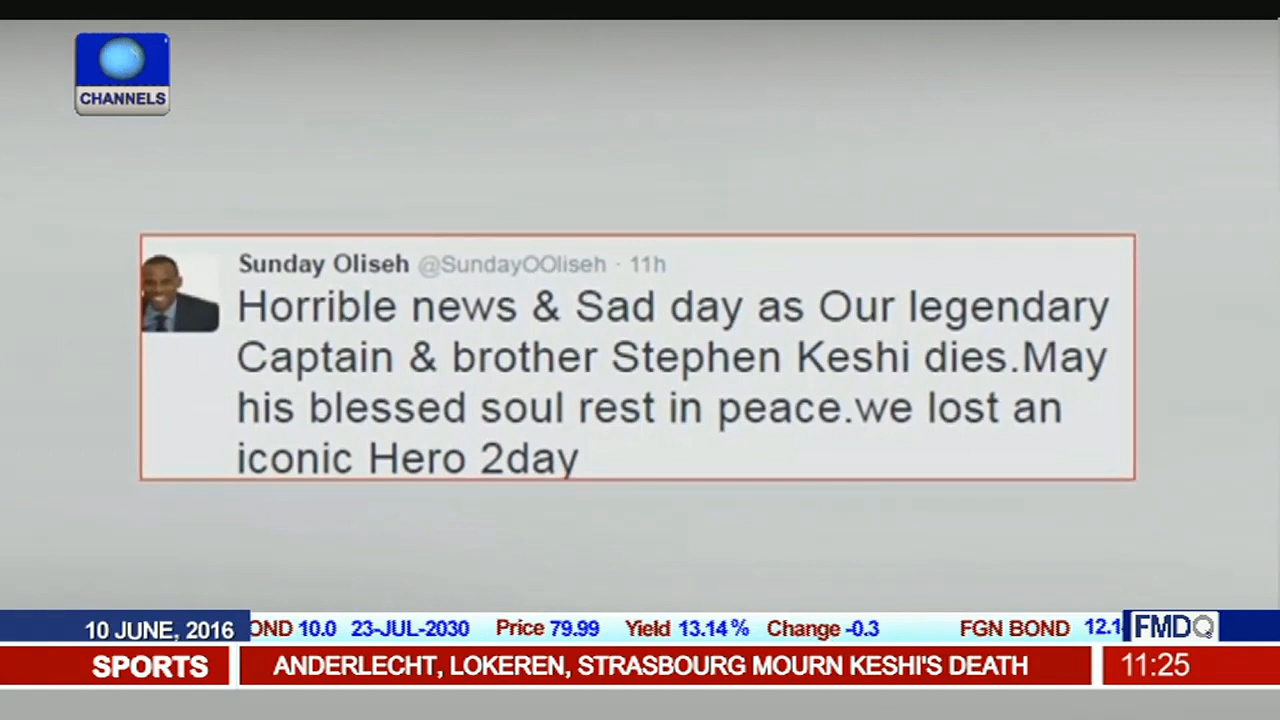 CHANNELS
Sunday Oliseh @SundayOOliseh · 11h
Horrible news & Sad day as Our legendary
Captain & brother Stephen Keshi dies.May
his blessed soul rest in peace.we lost an
iconic Hero 2day
10 JUNE, 2016 OND 10.0 23-JUL-2030 Price 79.99 Yield 13.14% Change -0.3 FGN BOND 12.1 FMDQ
SPORTS ANDERLECHT, LOKEREN, STRASBOURG MOURN KESHI'S DEATH 11:25